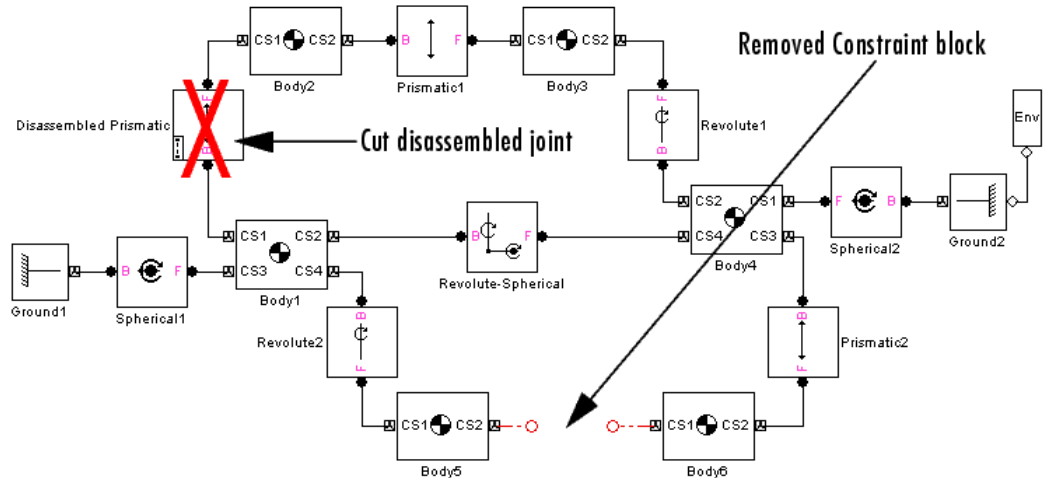 CS1 CS2
Body2
B F
Prismatic1
CS1 CS2
Body3
Removed Constraint block
Disassembled Prismatic
F
B
Cut disassembled joint
F
B
Revolute1
Env
CS1 CS2
CS3 CS4
Body1
B F
Revolute-Spherical
CS2 CS1
CS4 CS3
Body4
F B
Spherical2
Ground2
Ground1
B F
Spherical1
Revolute2
B
F
B
F
Prismatic2
CS1 CS2
Body5
CS1 CS2
Body6